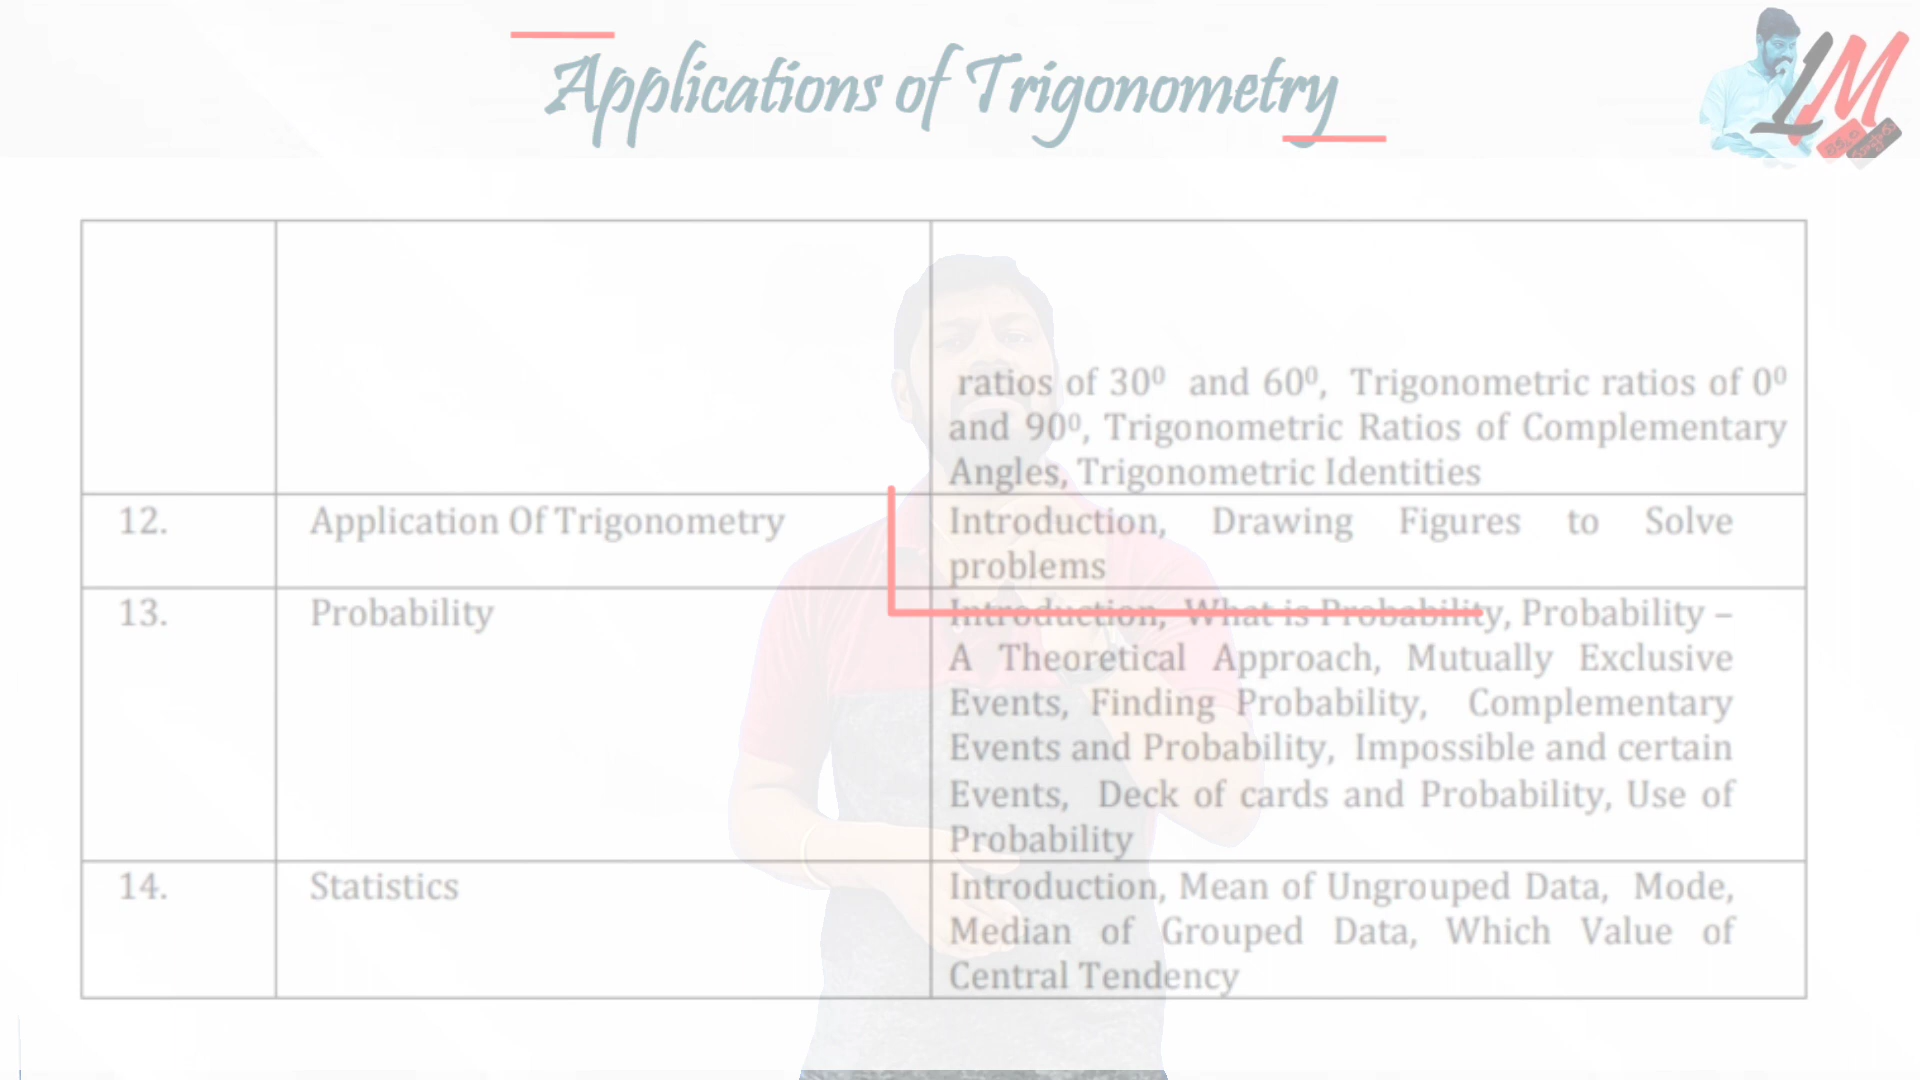 Applications of Trigonometry
LM
ratios of 30⁰ and 60⁰, Trigonometric ratios of 0⁰
and 90⁰, Trigonometric Ratios of Complementary
Angles, Trigonometric Identities
12. Application Of Trigonometry Introduction, Drawing Figures to Solve
problems
13. Probability Introduction, What is Probability, Probability –
A Theoretical Approach, Mutually Exclusive
Events, Finding Probability, Complementary
Events and Probability, Impossible and certain
Events, Deck of cards and Probability, Use of
Probability
14. Statistics Introduction, Mean of Ungrouped Data, Mode,
Median of Grouped Data, Which Value of
Central Tendency